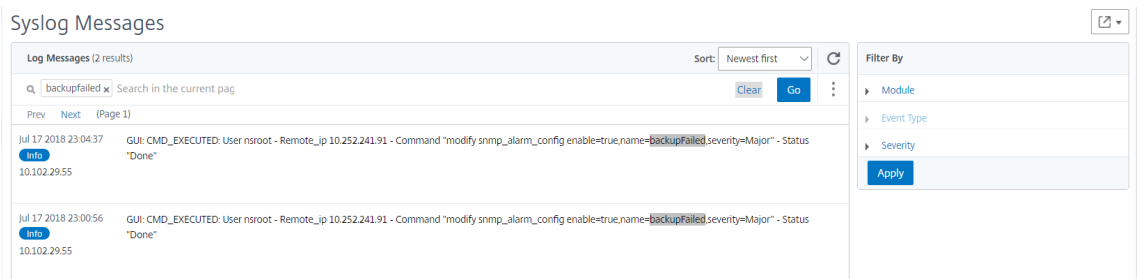 Syslog Messages
Log Messages (2 results)
Sort: Newest first
backupfailed x Search in the current pag
Clear Go
Prev Next (Page 1)
Jul 17 2018 23:04:37 GUI: CMD_EXECUTED: User nsroot - Remote_ip 10.252.241.91 - Command "modify snmp_alarm_config enable=true,name=backupFailed,severity=Major" - Status
Info "Done"
10.102.29.55
Jul 17 2018 23:00:56 GUI: CMD_EXECUTED: User nsroot - Remote_ip 10.252.241.91 - Command "modify snmp_alarm_config enable=true,name=backupFailed,severity=Major" - Status
Info "Done"
10.102.29.55
Filter By
Module
Event Type
Severity
Apply